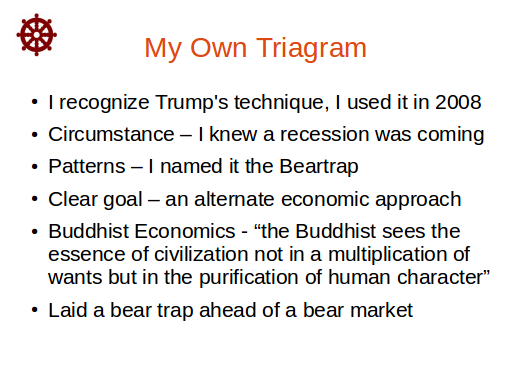 My Own Triagram
• I recognize Trump's technique, I used it in 2008
• Circumstance – I knew a recession was coming
• Patterns – I named it the Beartrap
• Clear goal – an alternate economic approach
• Buddhist Economics - “the Buddhist sees the
essence of civilization not in a multiplication of
wants but in the purification of human character”
• Laid a bear trap ahead of a bear market